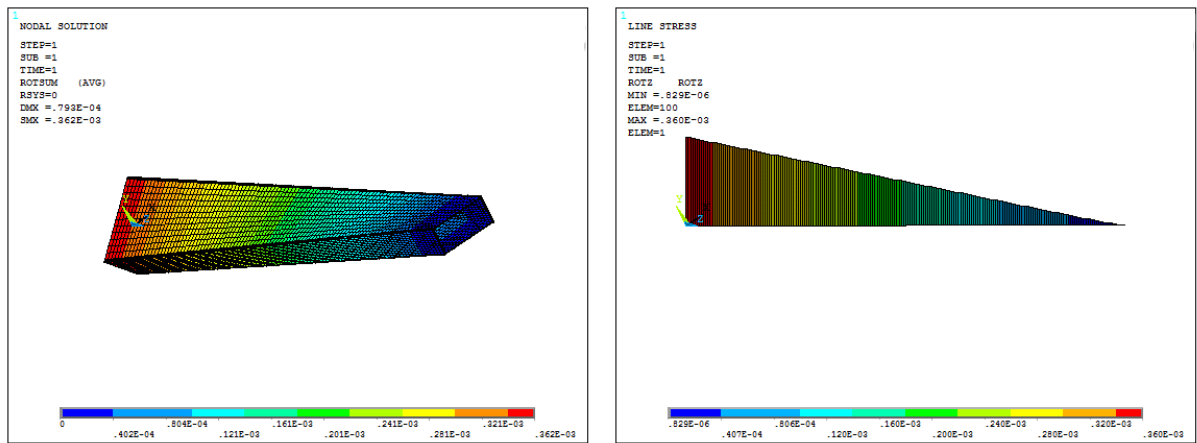 1
NODAL SOLUTION
STEP=1
SUB =1
TIME=1
ROTSUM (AVG)
RSYS=0
DMX =.793E-04
SMX =.362E-03
Y
X
0 .804E-04 .161E-03 .241E-03 .321E-03
.402E-04 .121E-03 .201E-03 .281E-03 .362E-03
1
LINE STRESS
STEP=1
SUB =1
TIME=1
ROTZ ROTZ
MIN =.829E-06
ELEM=100
MAX =.360E-03
ELEM=1
Y
X
Z
.829E-06 .806E-04 .160E-03 .240E-03 .320E-03
.407E-04 .120E-03 .200E-03 .280E-03 .360E-03